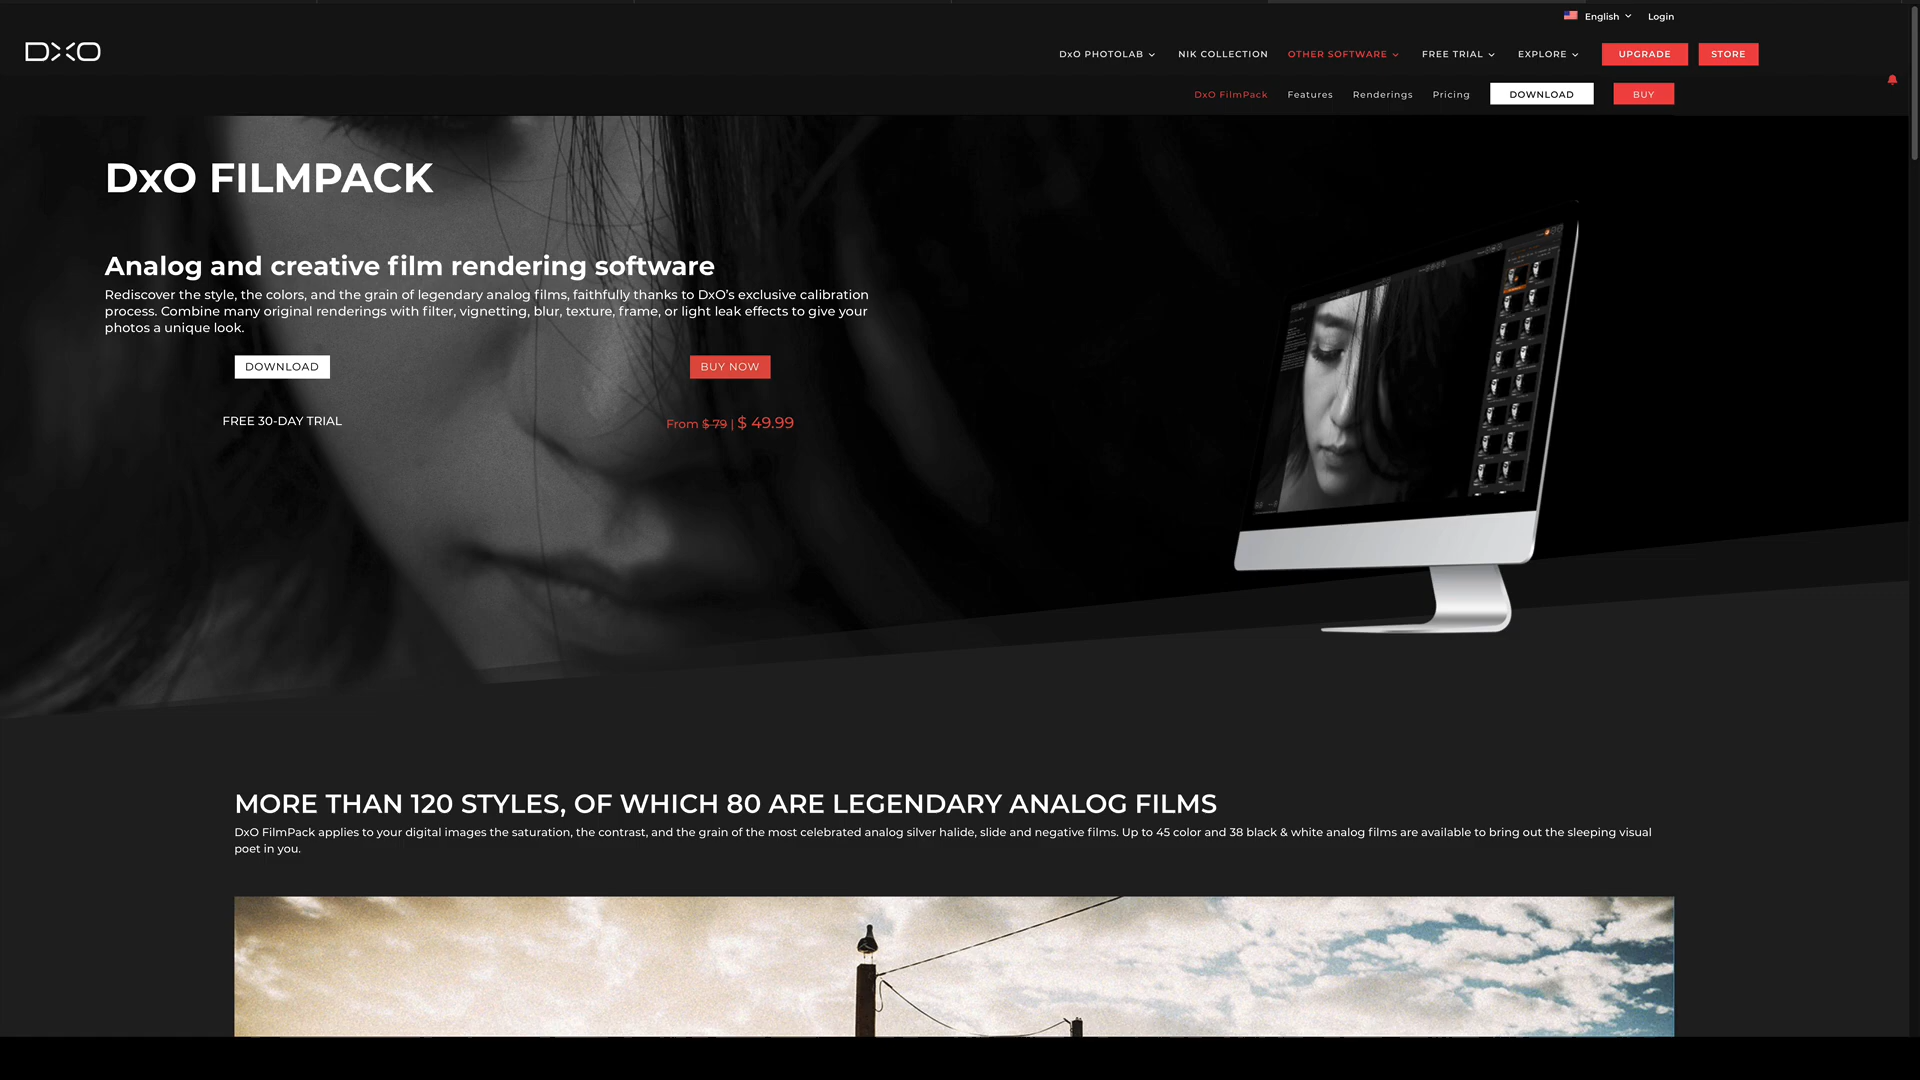 English
Login
DXO
DxO PHOTOLAB
NIK COLLECTION
OTHER SOFTWARE
FREE TRIAL
EXPLORE
UPGRADE
STORE
DxO FilmPack
Features
Renderings
Pricing
DOWNLOAD
BUY
DxO FILMPACK
Analog and creative film rendering software
Rediscover the style, the colors, and the grain of legendary analog films, faithfully thanks to DxO’s exclusive calibration
process. Combine many original renderings with filter, vignetting, blur, texture, frame, or light leak effects to give your
photos a unique look.
DOWNLOAD
BUY NOW
FREE 30-DAY TRIAL
From $ 79 | $ 49.99
MORE THAN 120 STYLES, OF WHICH 80 ARE LEGENDARY ANALOG FILMS
DxO FilmPack applies to your digital images the saturation, the contrast, and the grain of the most celebrated analog silver halide, slide and negative films. Up to 45 color and 38 black & white analog films are available to bring out the sleeping visual
poet in you.